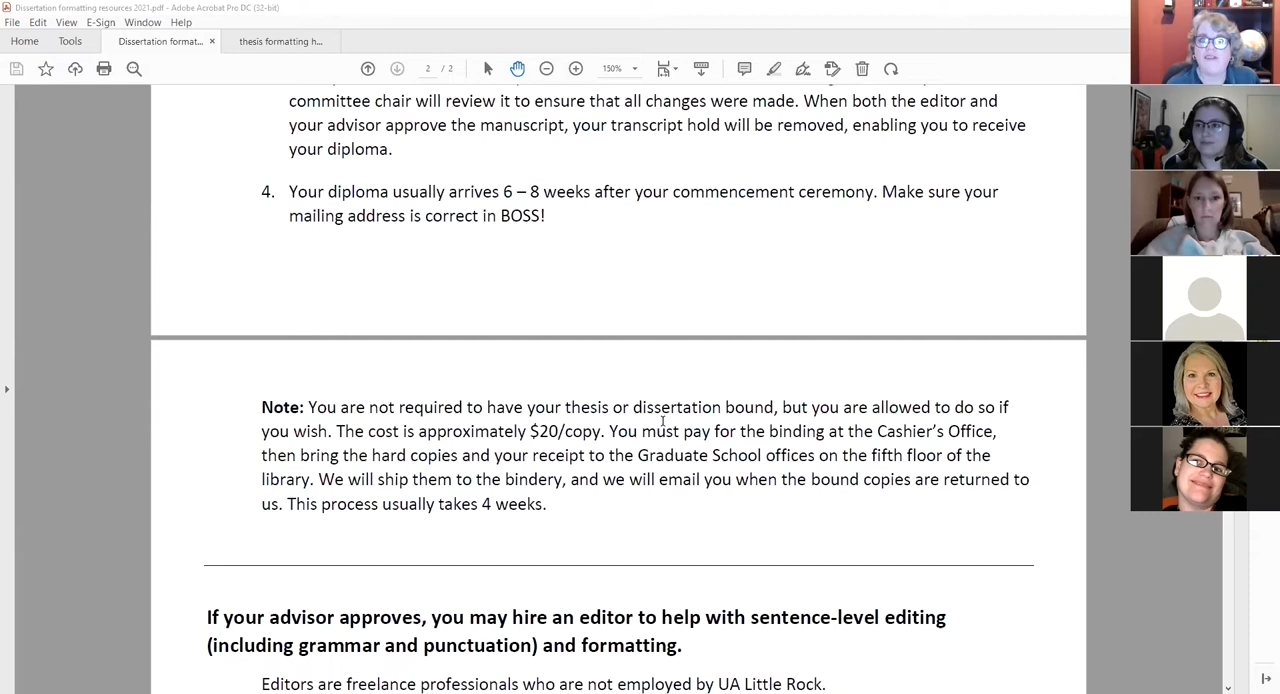 Dissertation formatting resources 2021.pdf - Adobe Acrobat Pro DC (32-bit)
File Edit View E-Sign Window Help
Home Tools Dissertation format... × thesis formatting h...
2 / 2 150%
committee chair will review it to ensure that all changes were made. When both the editor and
your advisor approve the manuscript, your transcript hold will be removed, enabling you to receive
your diploma.
4. Your diploma usually arrives 6 – 8 weeks after your commencement ceremony. Make sure your
mailing address is correct in BOSS!
Note: You are not required to have your thesis or dissertation bound, but you are allowed to do so if
you wish. The cost is approximately $20/copy. You must pay for the binding at the Cashier’s Office,
then bring the hard copies and your receipt to the Graduate School offices on the fifth floor of the
library. We will ship them to the bindery, and we will email you when the bound copies are returned to
us. This process usually takes 4 weeks.
If your advisor approves, you may hire an editor to help with sentence-level editing
(including grammar and punctuation) and formatting.
Editors are freelance professionals who are not employed by UA Little Rock.